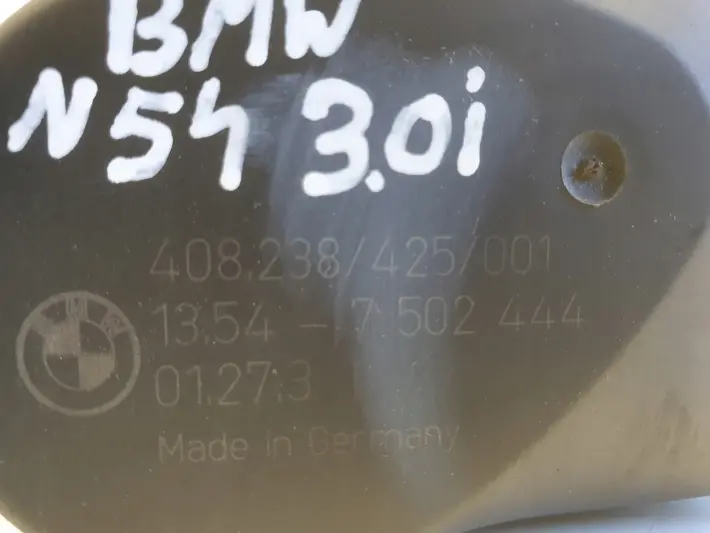 BMW
N54 3.0i
408.238/425/001
13.54 - 7 502 444
01.27.3
Made in Germany